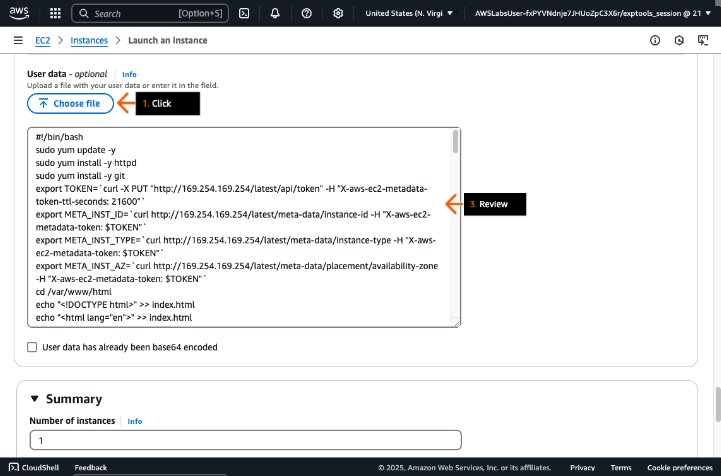 aws
Search
[Option+S]
United States (N. Virgi
AWSLabsUser-fxPYVNdnje7JHUoZpC3X6r/exptools_session @ 21
EC2
Instances
Launch an instance
User data - optional
Info
Upload a file with your user data or enter it in the field.
Choose file
1. Click
#!/bin/bash
sudo yum update -y
sudo yum install -y httpd
sudo yum install -y git
export TOKEN=`curl -X PUT "http://169.254.169.254/latest/api/token" -H "X-aws-ec2-metadata-
token-ttl-seconds: 21600"`
export META_INST_ID=`curl http://169.254.169.254/latest/meta-data/instance-id -H "X-aws-ec2-
metadata-token: $TOKEN"`
export META_INST_TYPE=`curl http://169.254.169.254/latest/meta-data/instance-type -H "X-aws-
ec2-metadata-token: $TOKEN"`
export META_INST_AZ=`curl http://169.254.169.254/latest/meta-data/placement/availability-zone
-H "X-aws-ec2-metadata-token: $TOKEN"`
cd /var/www/html
echo "<!DOCTYPE html>" >> index.html
echo "<html lang="en">" >> index.html
3. Review
User data has already been base64 encoded
Summary
Number of instances
Info
1
CloudShell
Feedback
© 2025, Amazon Web Services, Inc. or its affiliates.
Privacy
Terms
Cookie preferences